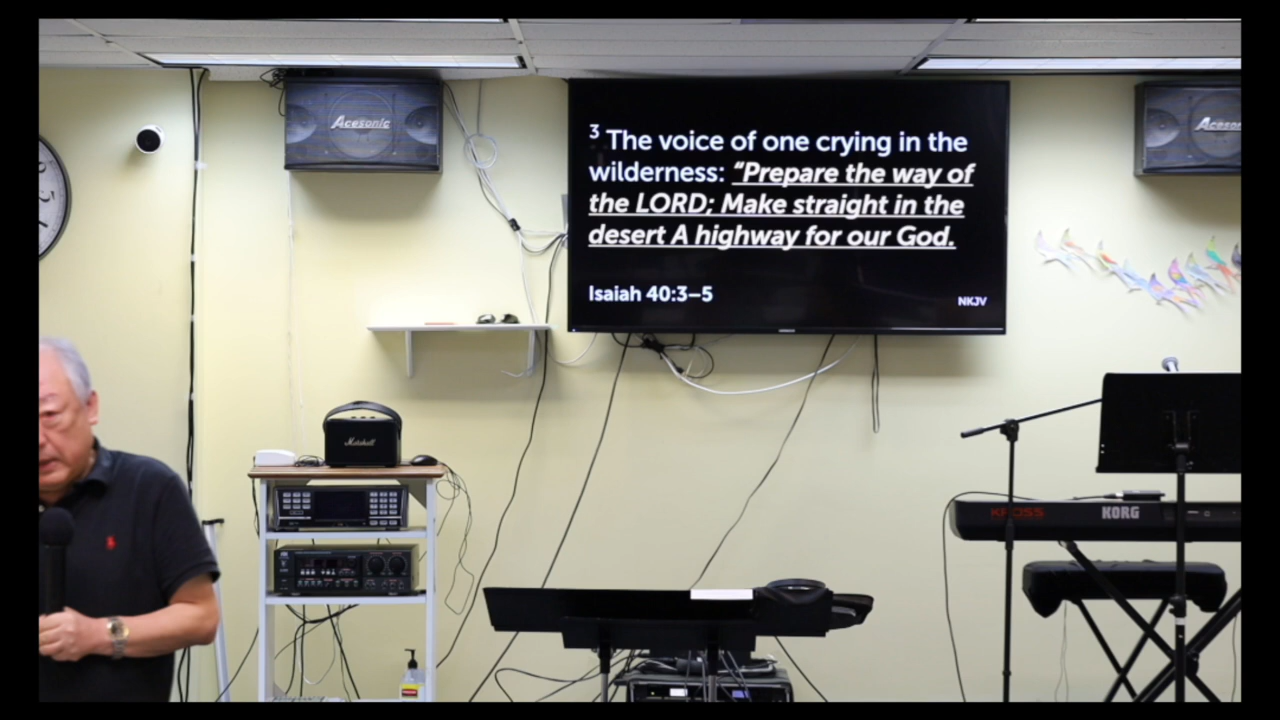 Acesonic
3 The voice of one crying in the
wilderness: “Prepare the way of
the LORD; Make straight in the
desert A highway for our God.
Isaiah 40:3–5
NKJV
Marshall
KROSS
KORG